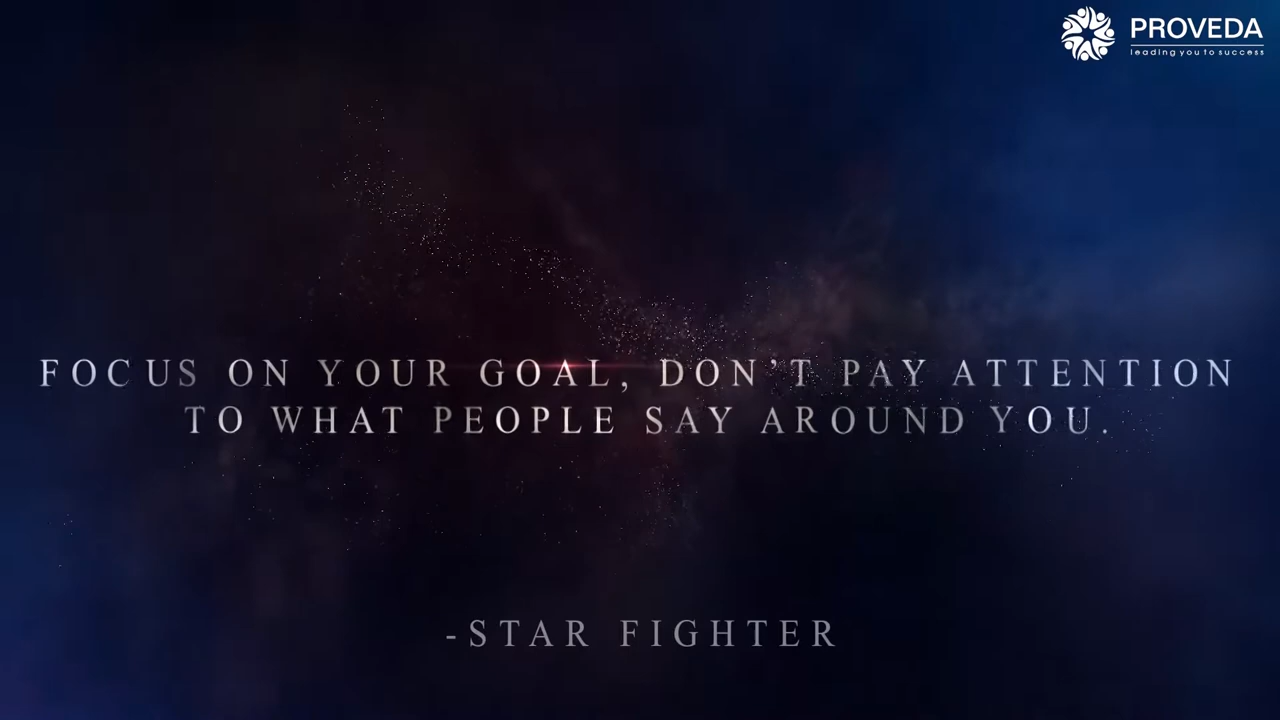 PROVEDA
leading you to success
FOCUS ON YOUR GOAL, DON’T PAY ATTENTION
TO WHAT PEOPLE SAY AROUND YOU.
-STAR FIGHTER